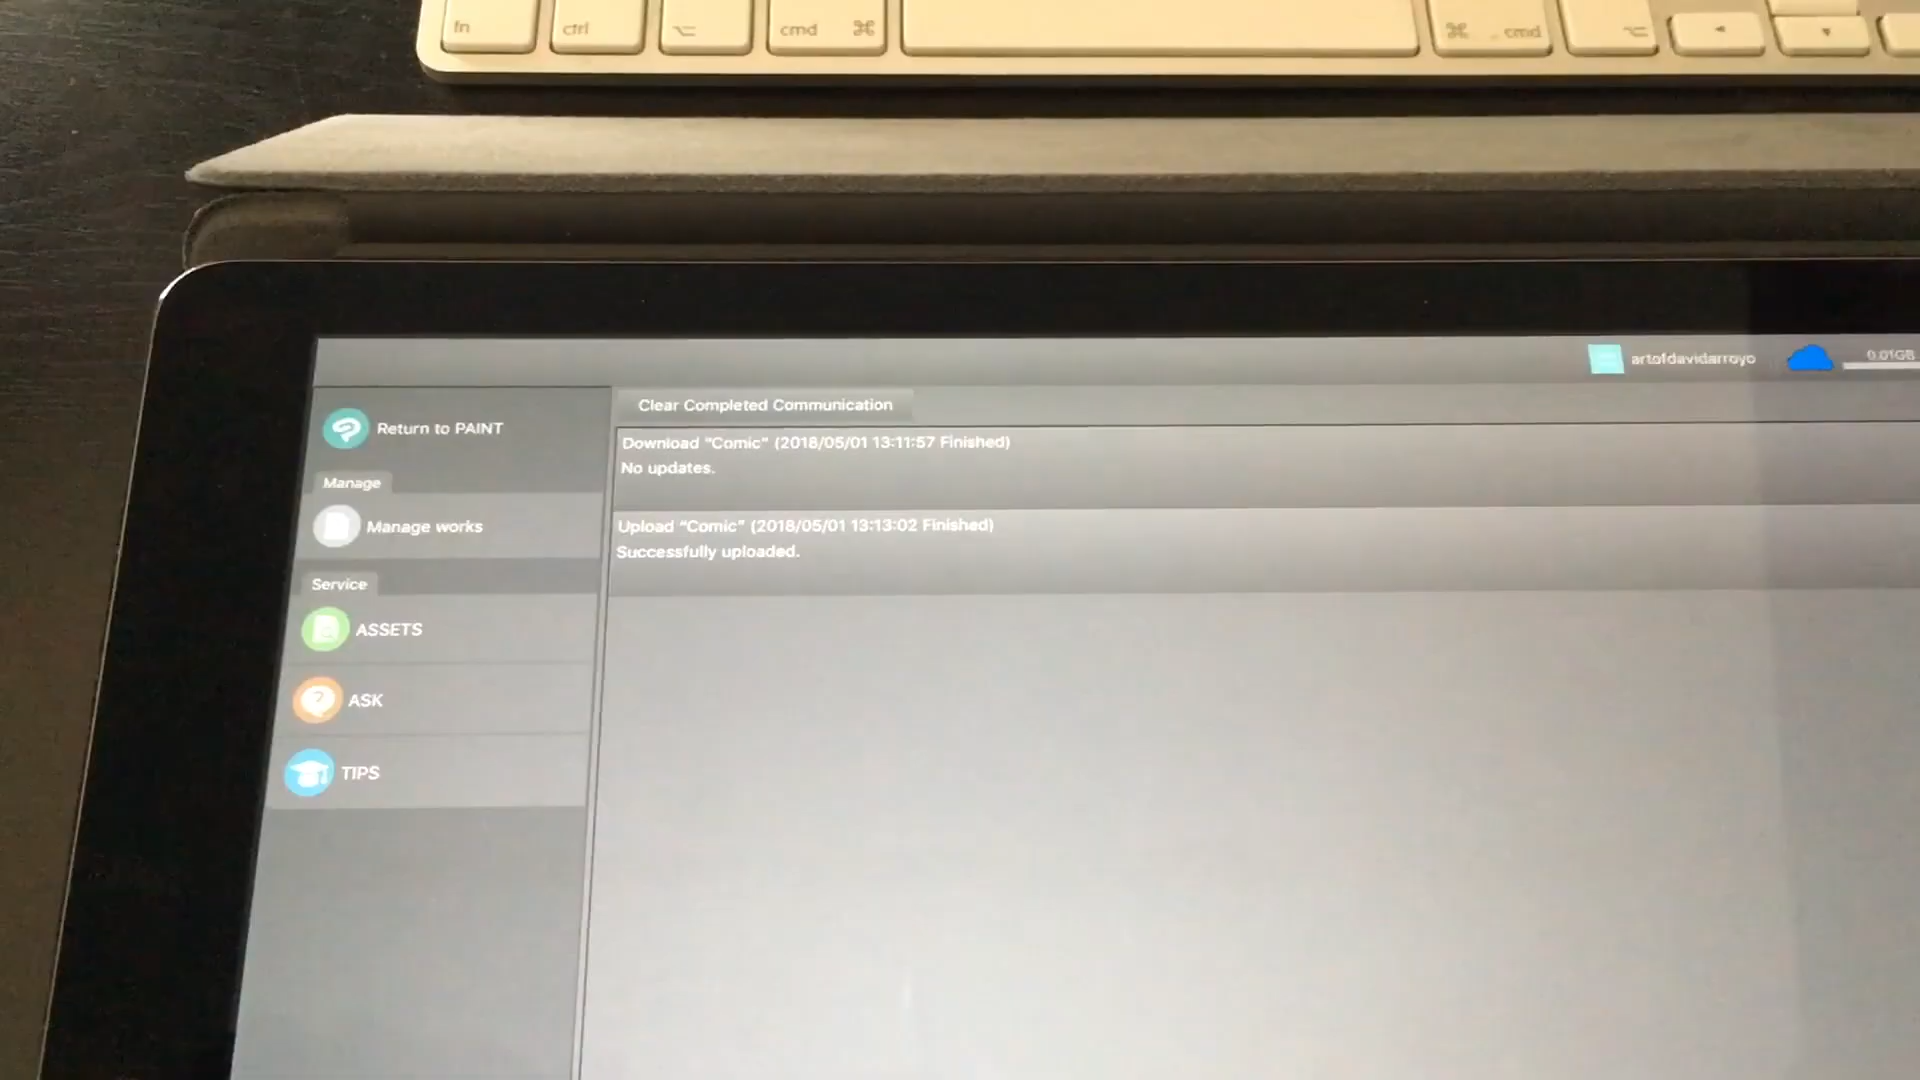 fn ctrl ⌥ cmd ⌘ ⌘ cmd ⌥ ◄ ▼
artofdavidarroyo 0.01GB
Return to PAINT
Clear Completed Communication
Download "Comic" (2018/05/01 13:11:57 Finished)
No updates.
Manage
Manage works
Upload "Comic" (2018/05/01 13:13:02 Finished)
Successfully uploaded.
Service
ASSETS
ASK
TIPS